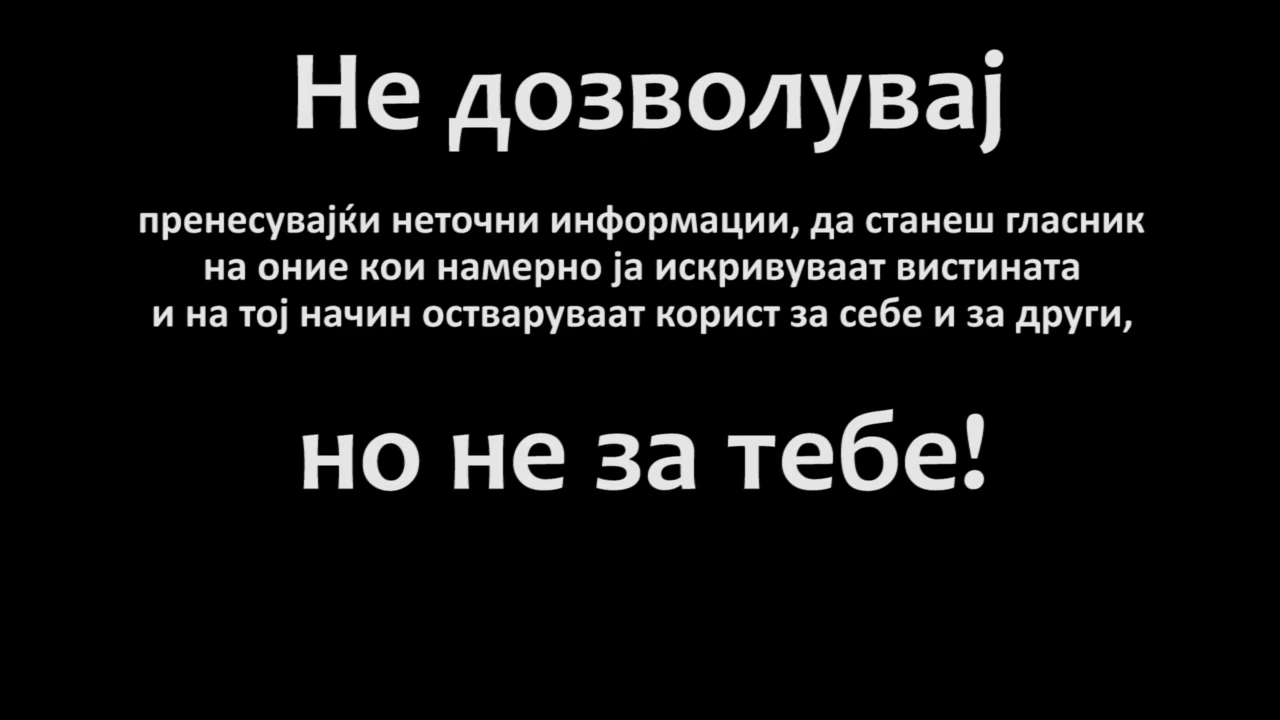 Не дозволувај
пренесувајќи неточни информации, да станеш гласник
на оние кои намерно ја искривуваат вистината
и на тој начин остваруваат корист за себе и за други,
но не за тебе!